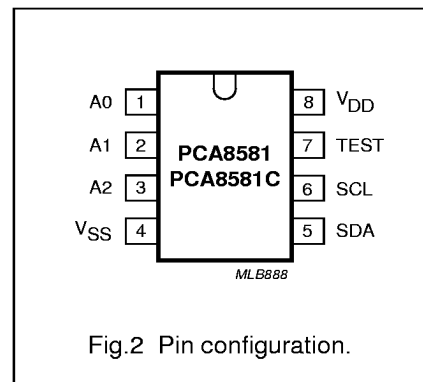 A0 1 8 VDD
A1 2 PCA8581 7 TEST
A2 3 PCA8581C 6 SCL
VSS 4 5 SDA
MLB888
Fig.2 Pin configuration.